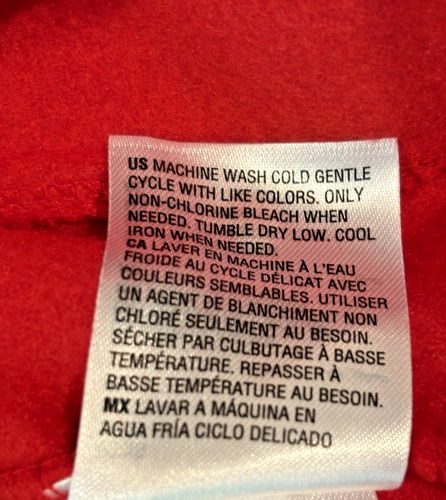 US MACHINE WASH COLD GENTLE
CYCLE WITH LIKE COLORS. ONLY
NON-CHLORINE BLEACH WHEN
NEEDED. TUMBLE DRY LOW. COOL
IRON WHEN NEEDED.
CA LAVER EN MACHINE À L'EAU
FROIDE AU CYCLE DÉLICAT AVEC
COULEURS SEMBLABLES. UTILISER
UN AGENT DE BLANCHIMENT NON
CHLORÉ SEULEMENT AU BESOIN.
SÉCHER PAR CULBUTAGE À BASSE
TEMPÉRATURE. REPASSER À
BASSE TEMPÉRATURE AU BESOIN.
MX LAVAR A MÁQUINA EN
AGUA FRÍA CICLO DELICADO